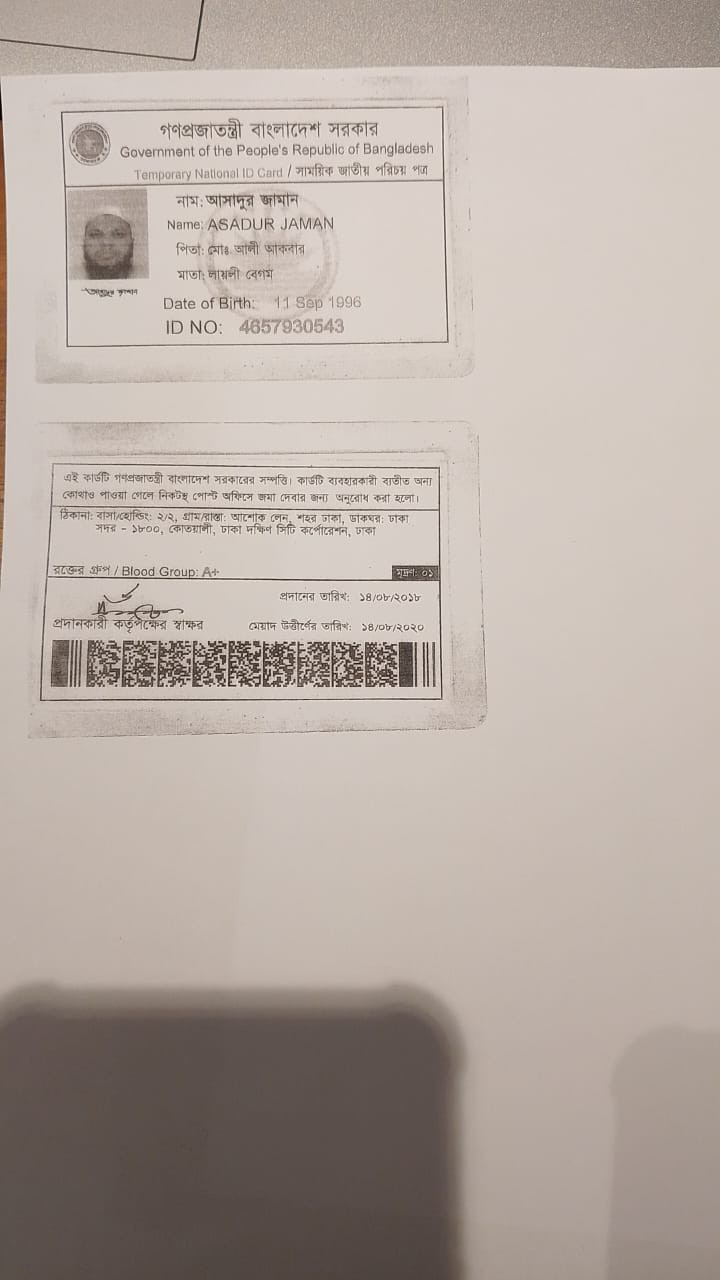 গণপ্রজাতন্ত্রী বাংলাদেশ সরকার
Government of the People's Republic of Bangladesh
Temporary National ID Card / সাময়িক জাতীয় পরিচয় পত্র
নাম: আসাদুর জামান
Name: ASADUR JAMAN
পিতা: মোঃ আলী আকবার
মাতা: লায়লী বেগম
Date of Birth: 11 Sep 1996
ID NO: 4657930543
এই কার্ডটি গণপ্রজাতন্ত্রী বাংলাদেশ সরকারের সম্পত্তি। কার্ডটি ব্যবহারকারী ব্যতীত অন্য
কোথাও পাওয়া গেলে নিকটস্থ পোস্ট অফিসে জমা দেবার জন্য অনুরোধ করা হলো।
ঠিকানা: বাসা/হোল্ডিং: ২/২, গ্রাম/রাস্তা: আশোক লেন, শহর ঢাকা, ডাকঘর: ঢাকা
সদর - ১৮০০, কোতয়ালী, ঢাকা দক্ষিণ সিটি কর্পোরেশন, ঢাকা
রক্তের গ্রুপ / Blood Group: A+
মুদ্রণ: ০১
প্রদানের তারিখ: ১৪/০৮/২০১৮
প্রদানকারী কর্তৃপক্ষের স্বাক্ষর
মেয়াদ উত্তীর্ণের তারিখ: ১৪/০৮/২০২০